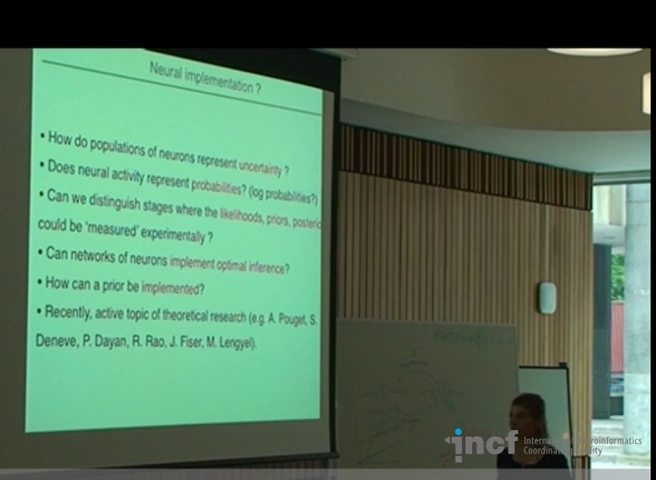 Neural implementation ?
• How do populations of neurons represent uncertainty ?
• Does neural activity represent probabilities? (log probabilities?)
• Can we distinguish stages where the likelihoods, priors, posterio
could be 'measured' experimentally ?
• Can networks of neurons implement optimal inference?
• How can a prior be implemented?
• Recently, active topic of theoretical research (e.g. A. Pouget, S.
Deneve, P. Dayan, R. Rao, J. Fiser, M. Lengyel).
incf